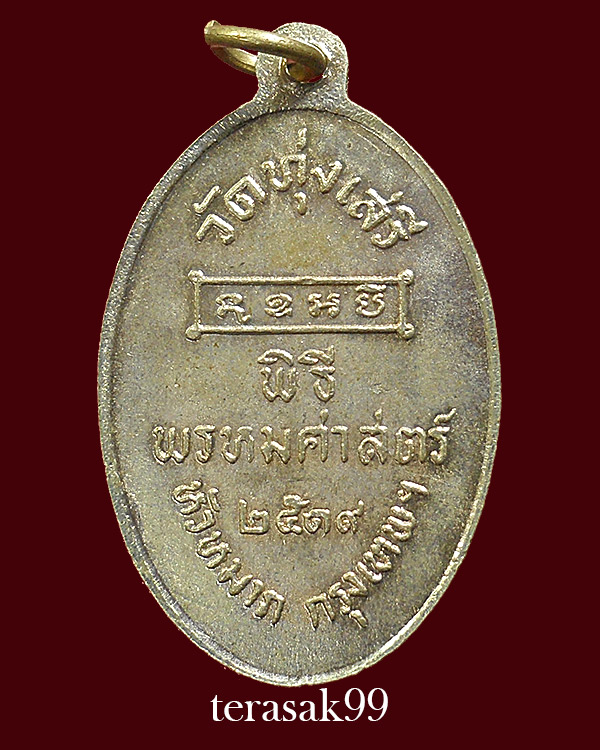 วัดทุ่งเสรี
พิธี
พรหมศาสตร์
๒๕๑๙
หัวหมาก กรุงเทพฯ
terasak99